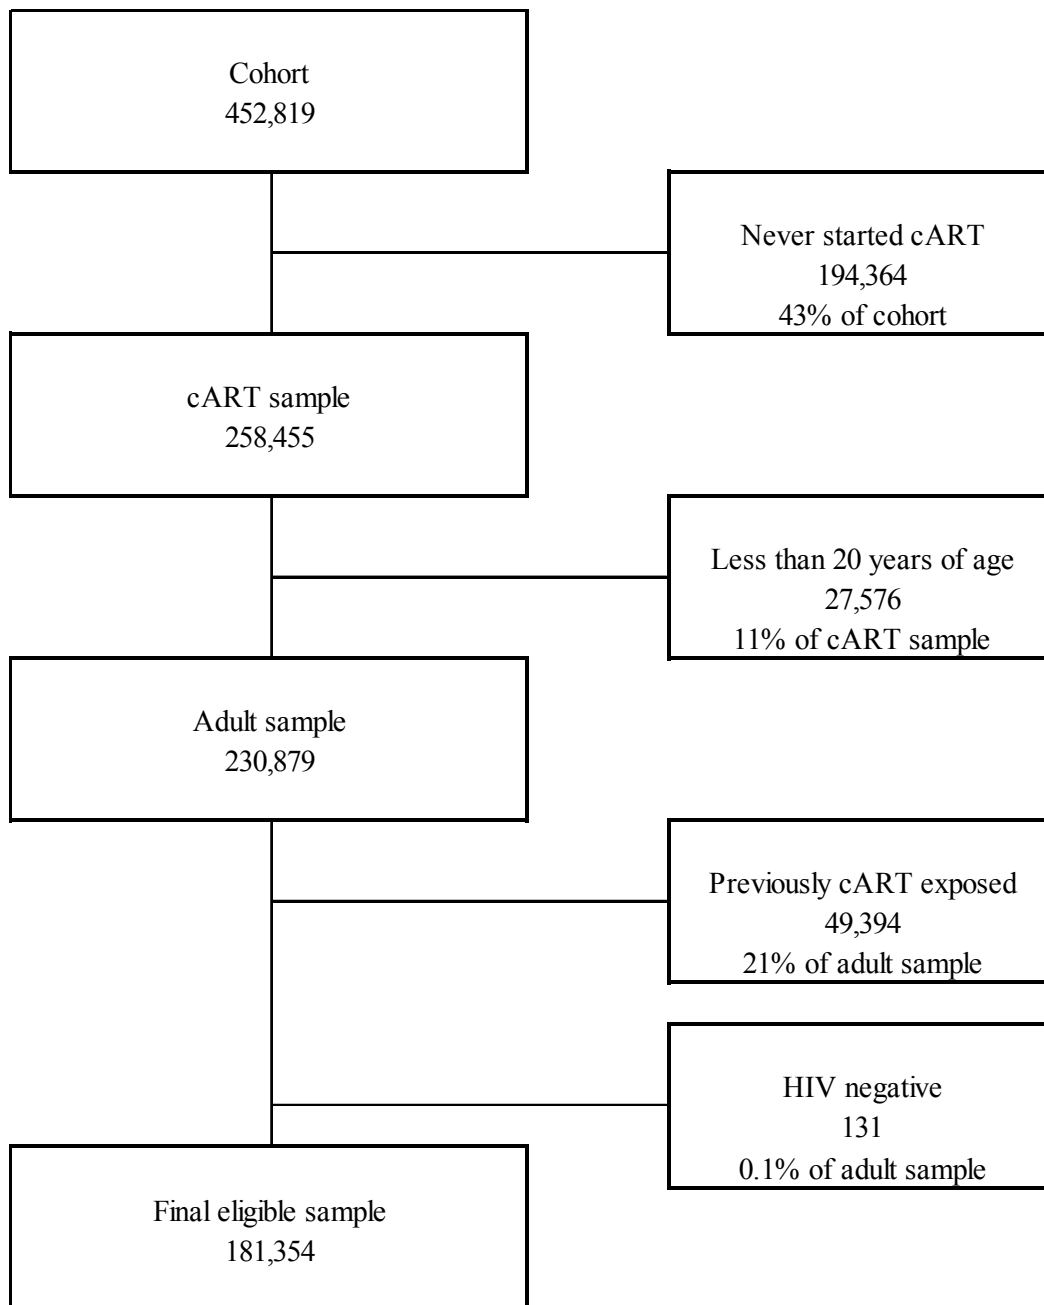 Cohort
452,819
Never started cART
194,364
43% of cohort
cART sample
258,455
Less than 20 years of age
27,576
11% of cART sample
Adult sample
230,879
Previously cART exposed
49,394
21% of adult sample
HIV negative
131
0.1% of adult sample
Final eligible sample
181,354